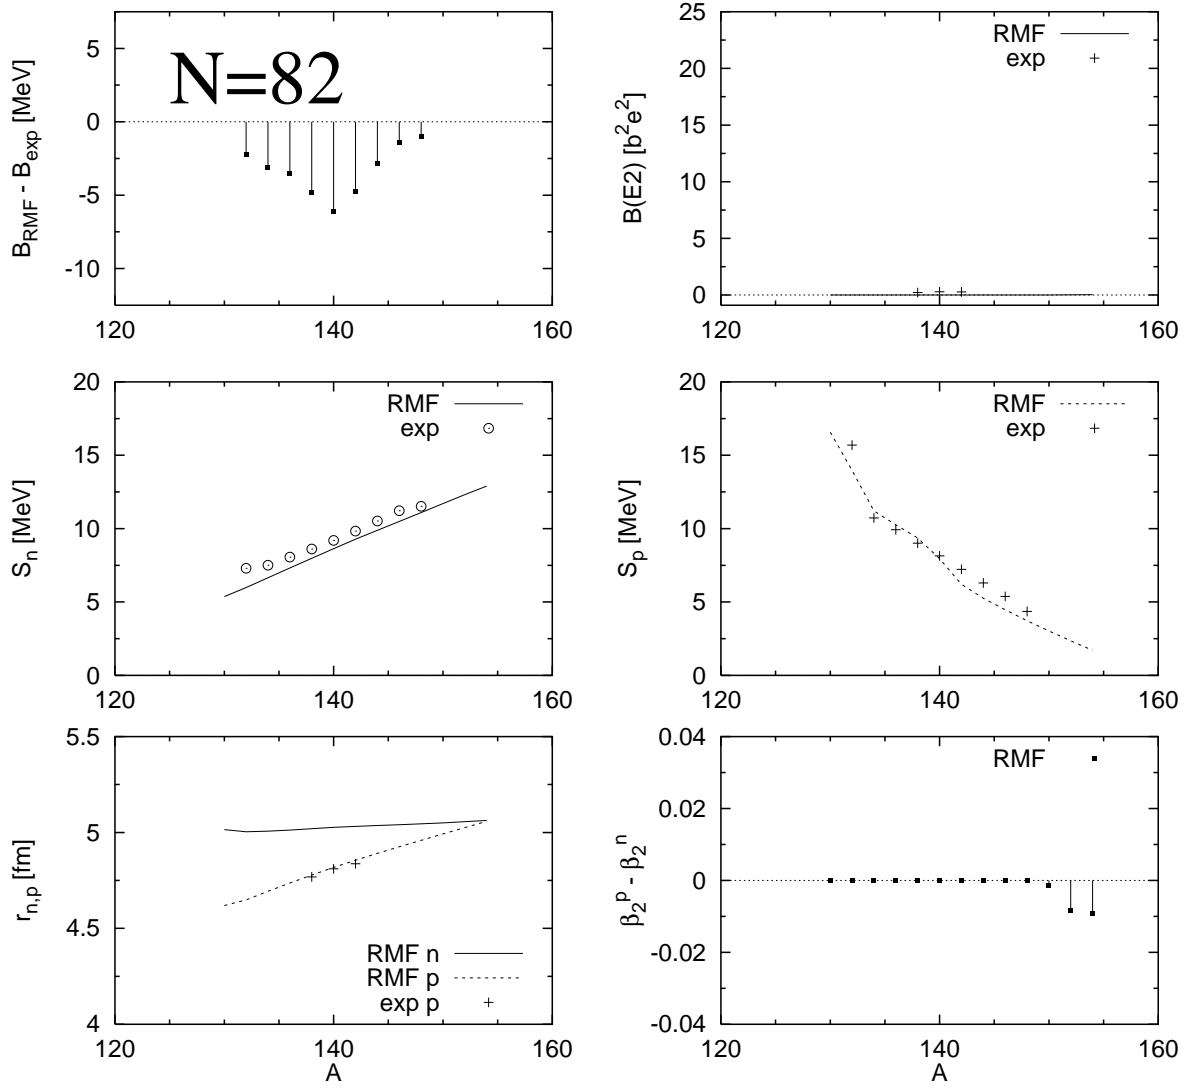 N=82
5
0
-5
-10
B_RMF - B_exp [MeV]
120 140 160
25
20
15
10
5
0
B(E2) [b^2e^2]
RMF
exp
120 140 160
20
15
10
5
0
S_n [MeV]
RMF
exp
120 140 160
20
15
10
5
0
S_p [MeV]
RMF
exp
120 140 160
5.5
5
4.5
4
r_n,p [fm]
RMF n
RMF p
exp p
120 140 160
A
0.04
0.02
0
-0.02
-0.04
β_2^p - β_2^n
RMF
120 140 160
A